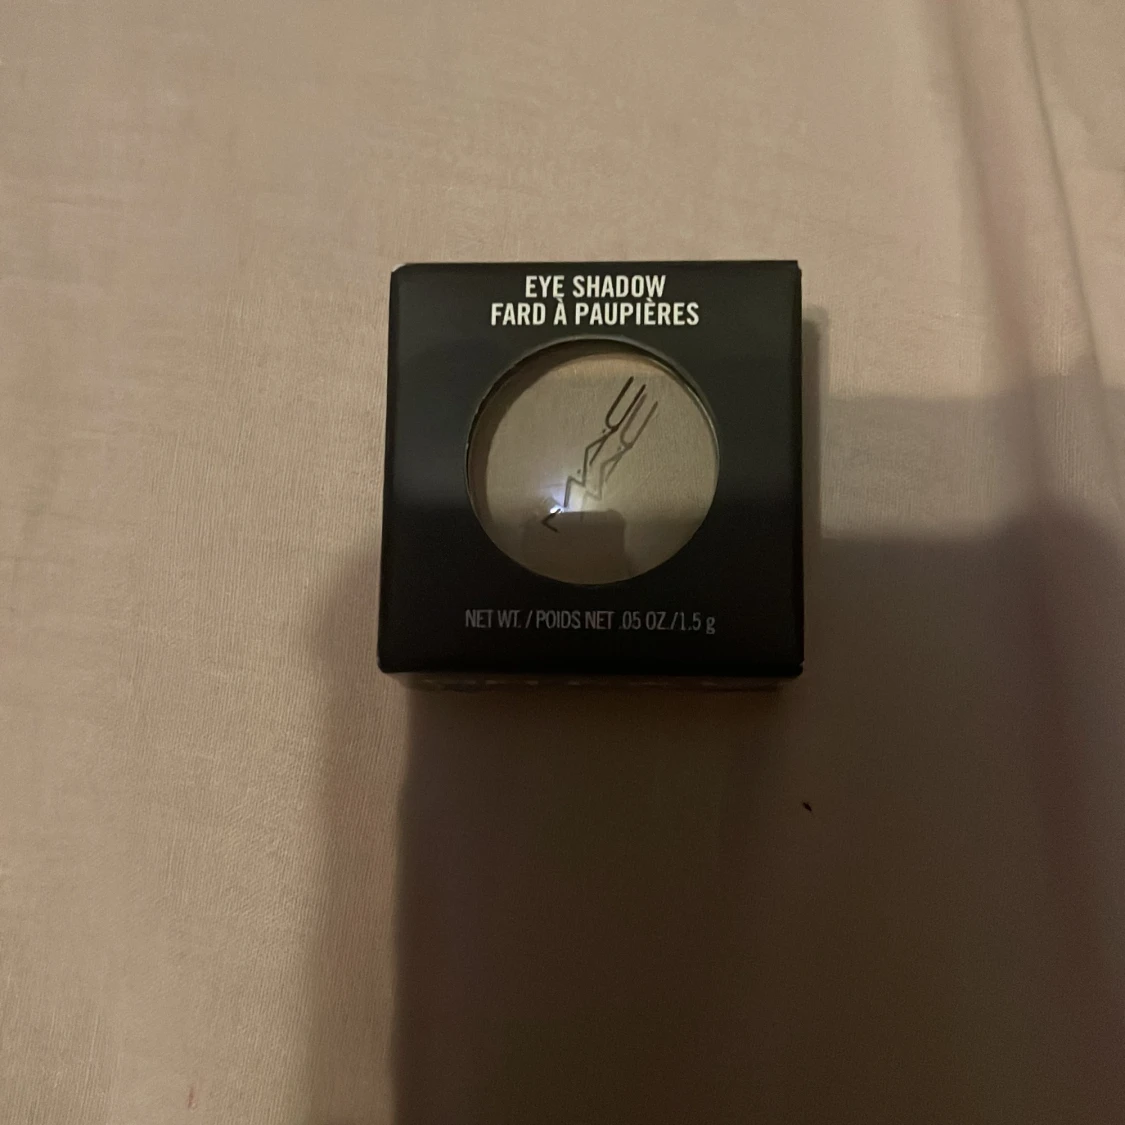 EYE SHADOW
FARD À PAUPIÈRES
NET WT. / POIDS NET .05 OZ./1.5 g